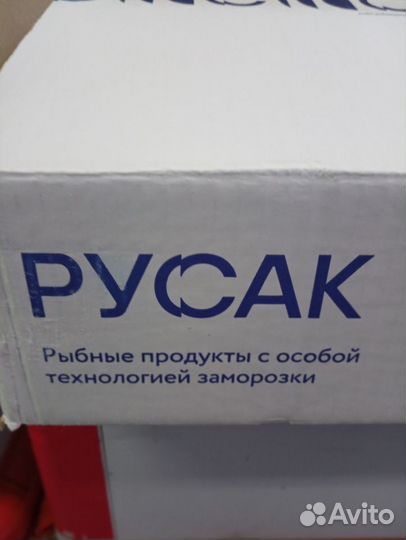 РУСАК
Рыбные продукты с особой
технологией заморозки
Avito